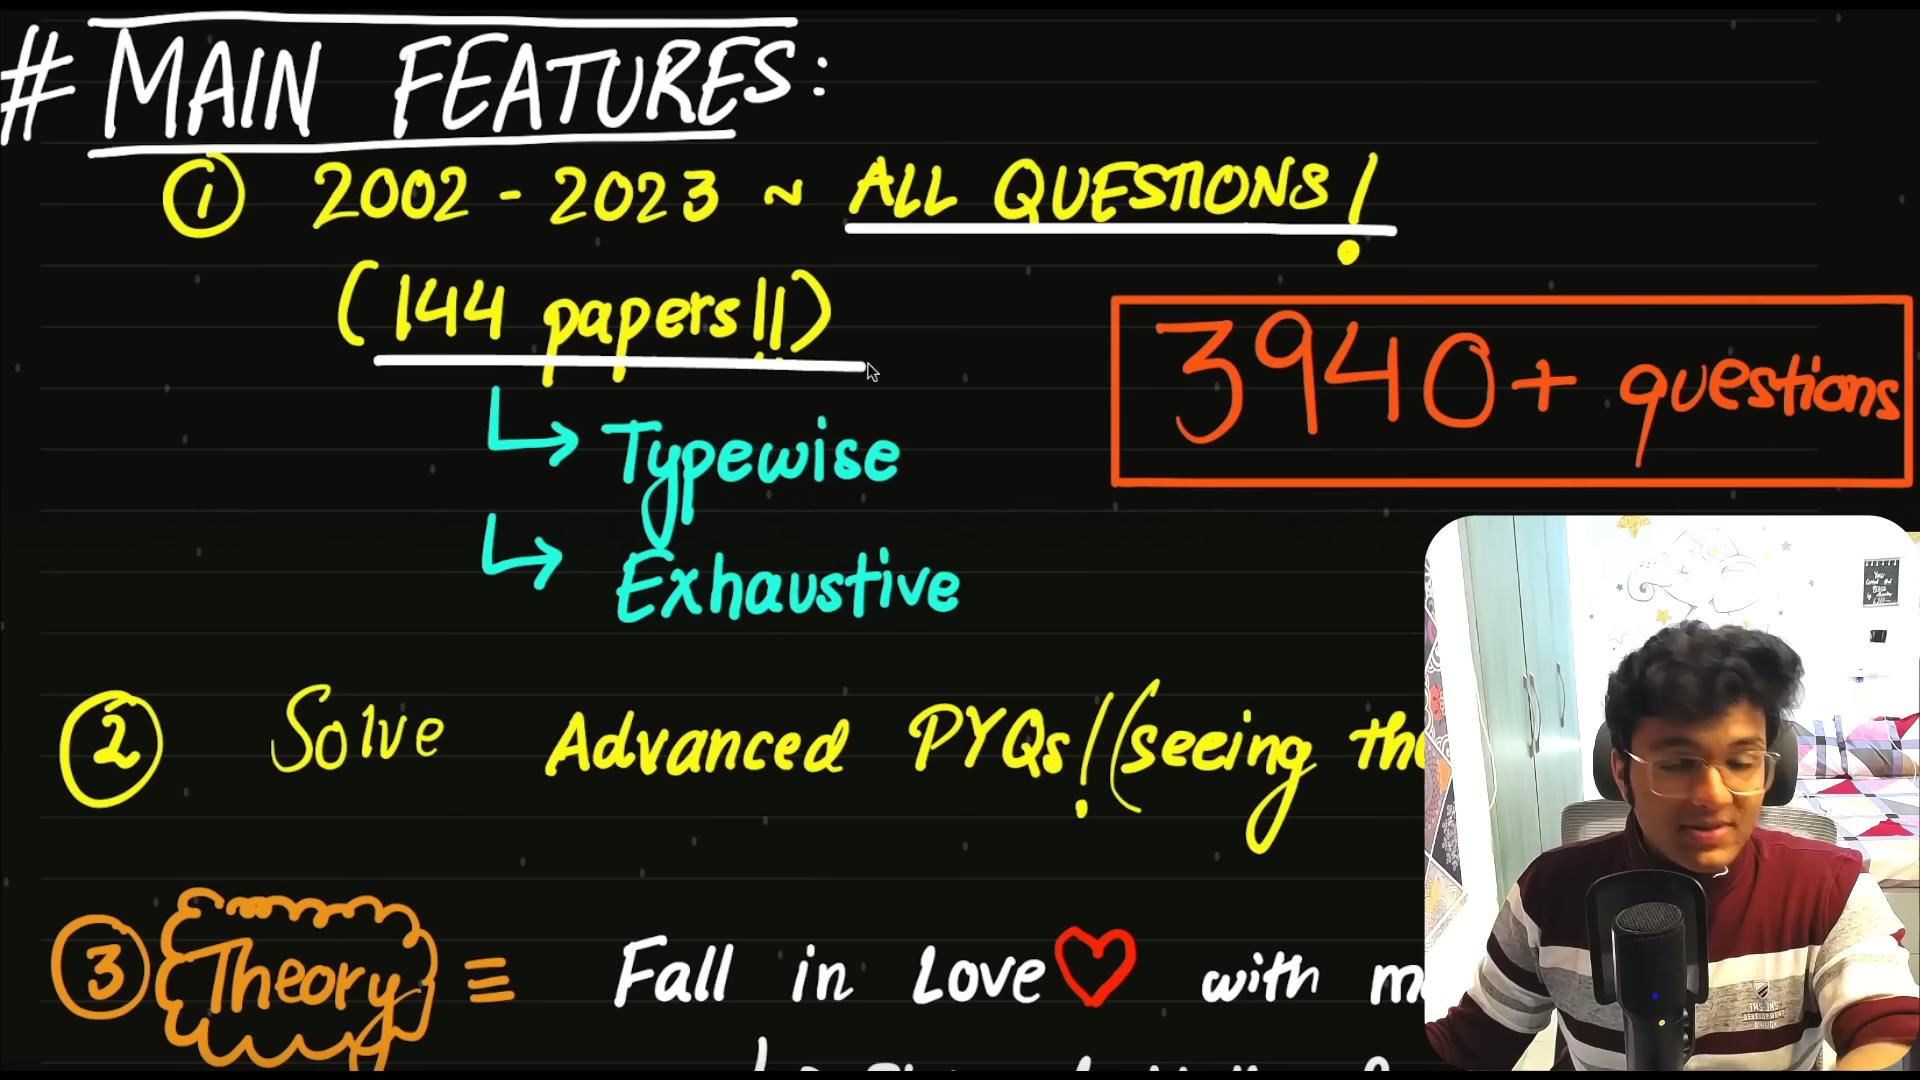 # MAIN FEATURES:
① 2002 - 2023 ~ ALL QUESTIONS!
(144 papers!!)
3940+ questions
↳ Typewise
↳ Exhaustive
② Solve Advanced PYQs! (seeing the
③ Theory ≡ Fall in Love ♡ with m